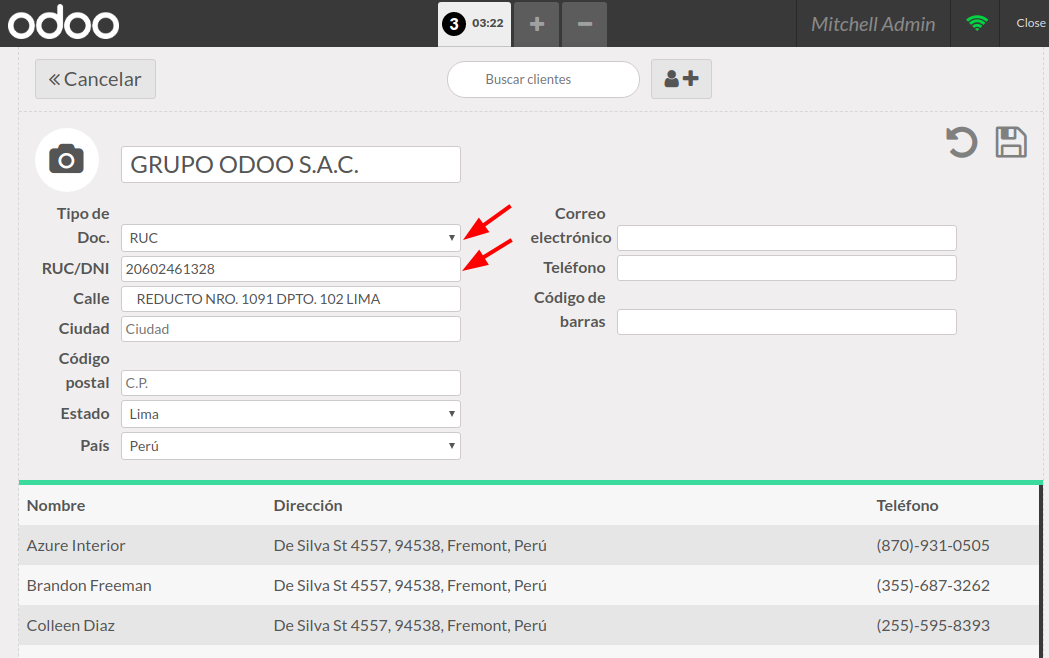 odoo
3 03:22 + −
Mitchell Admin
Close
Cancelar
Buscar clientes
GRUPO ODOO S.A.C.
Tipo de
Doc.
RUC
RUC/DNI
20602461328
Calle
REDUCTO NRO. 1091 DPTO. 102 LIMA
Ciudad
Ciudad
Código
postal
C.P.
Estado
Lima
País
Perú
Correo
electrónico
Teléfono
Código de
barras
Nombre Dirección Teléfono
Azure Interior De Silva St 4557, 94538, Fremont, Perú (870)-931-0505
Brandon Freeman De Silva St 4557, 94538, Fremont, Perú (355)-687-3262
Colleen Diaz De Silva St 4557, 94538, Fremont, Perú (255)-595-8393